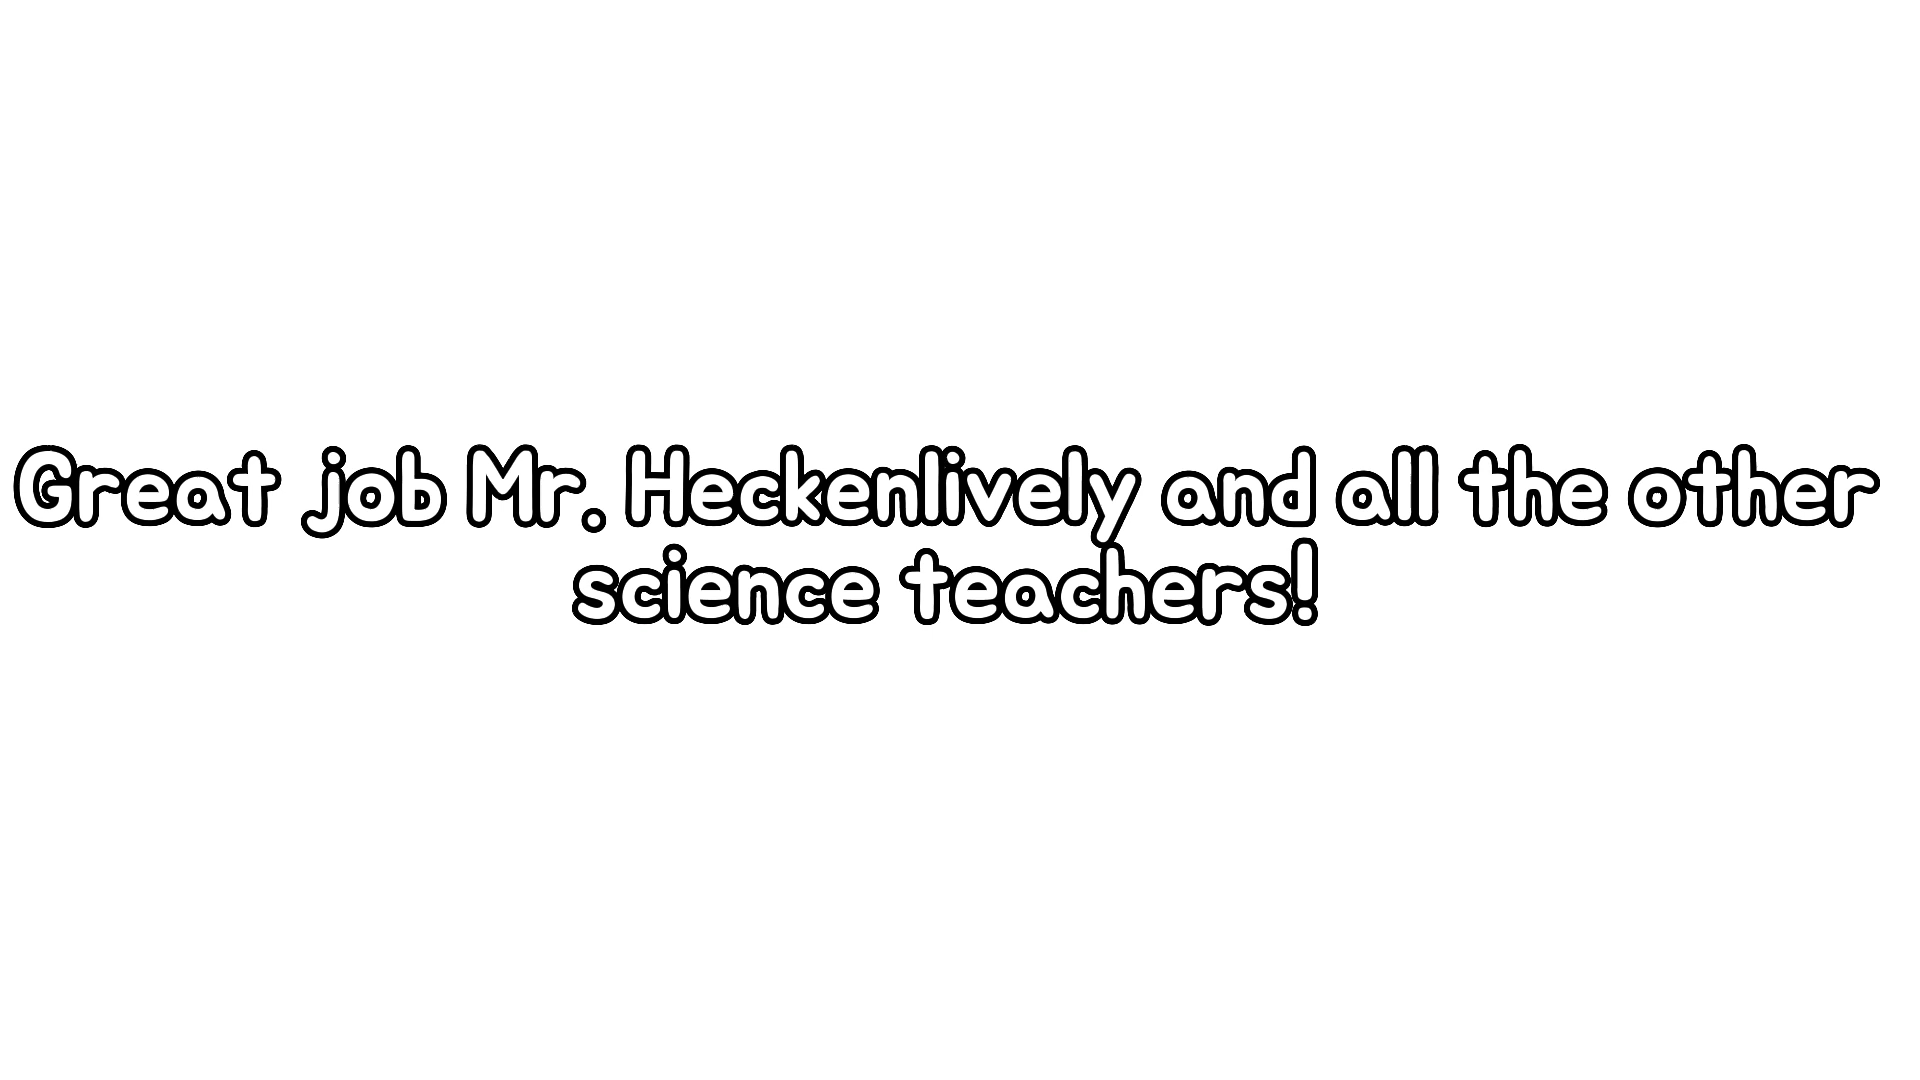 Great job Mr. Heckenlively and all the other
science teachers!